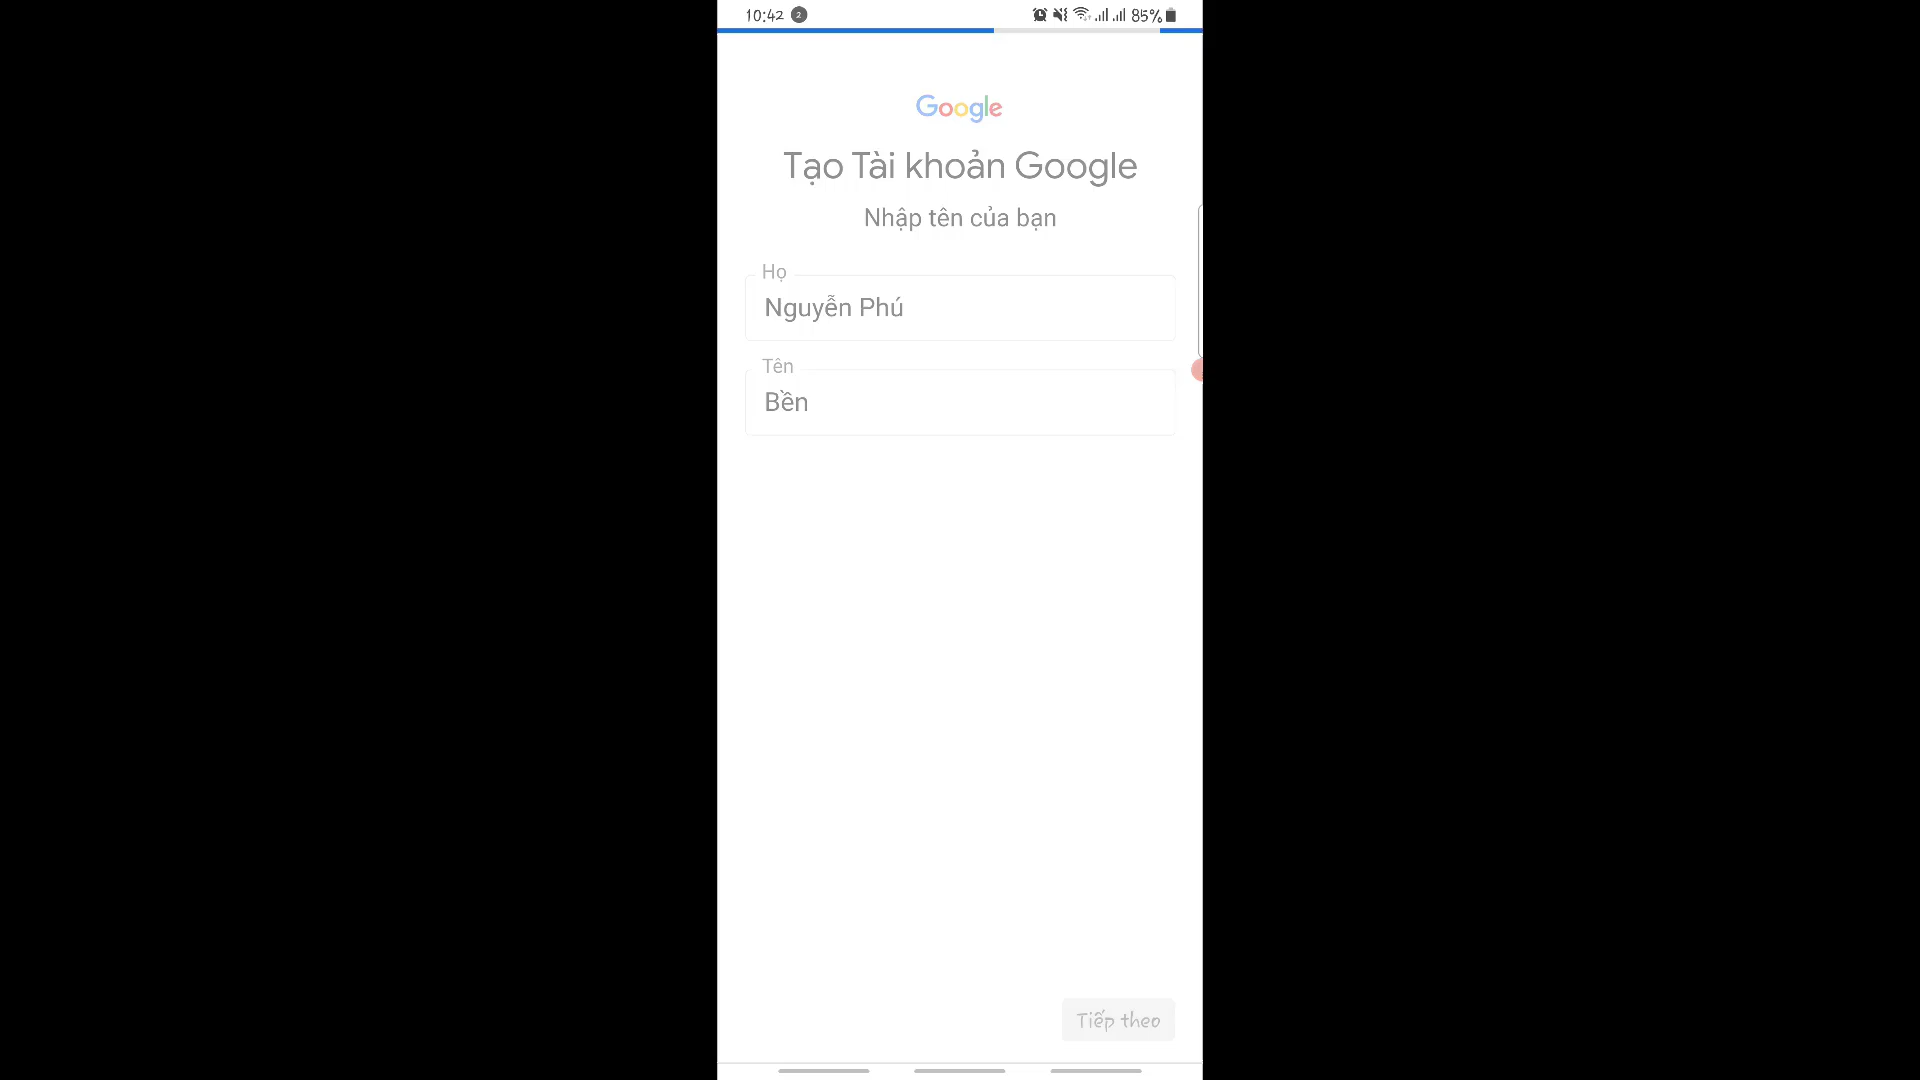 10:42 2 85%
Google
Tạo Tài khoản Google
Nhập tên của bạn
Họ
Nguyễn Phú
Tên
Bền
Tiếp theo